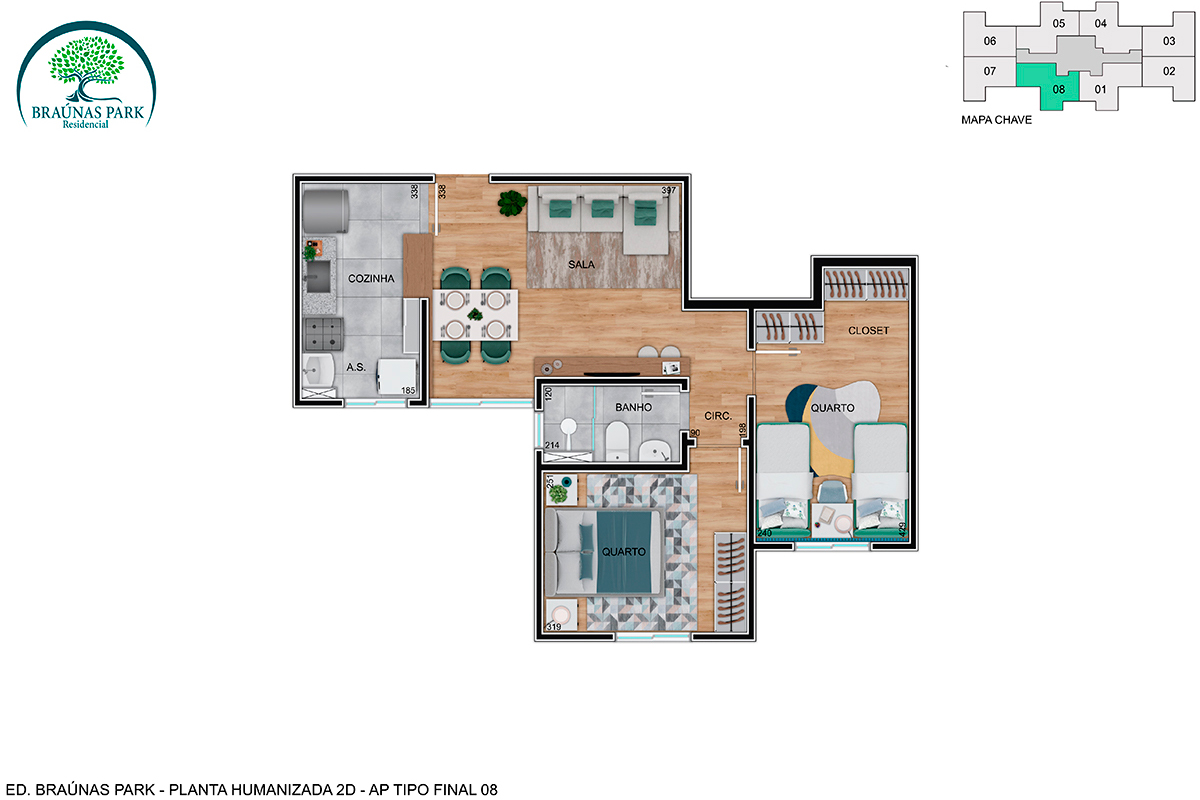 BRAÚNAS PARK
Residencial
05 04
06 03
07 02
08 01
MAPA CHAVE
338 338 397
SALA
COZINHA
CLOSET
A.S.
185
120
BANHO
QUARTO
CIRC.
90 198
214
251
QUARTO
240 429
319
ED. BRAÚNAS PARK - PLANTA HUMANIZADA 2D - AP TIPO FINAL 08